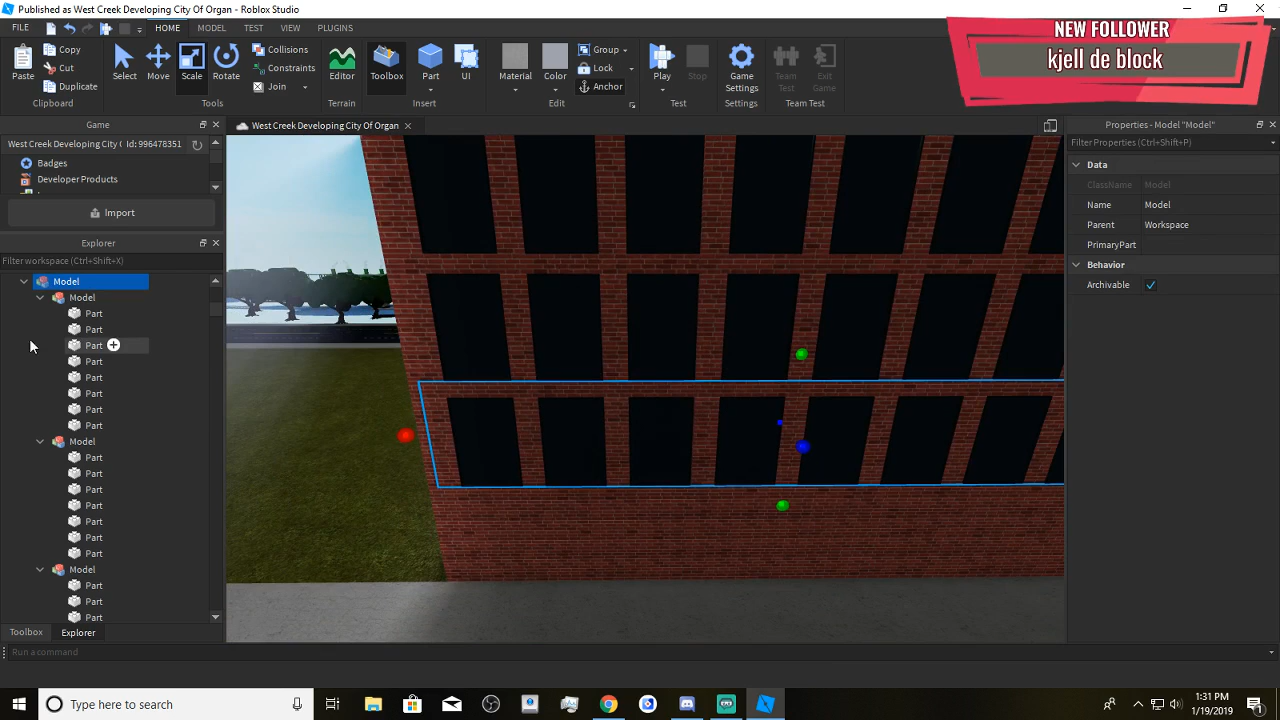 Published as West Creek Developing City Of Organ - Roblox Studio
NEW FOLLOWER
kjell de block
FILE HOME MODEL TEST VIEW PLUGINS
Paste Copy Cut Duplicate
Select Move Scale Rotate
Collisions Constraints Join
Editor Toolbox Part UI
Material Color Group Lock Anchor
Play Stop Game Settings Team Test Exit Game
Clipboard Tools Terrain Insert Edit Test Settings Team Test
Game
West Creek Developing City Of Organ
Properties - Model "Model"
West Creek Developing City ( Id: 996478351
Badges
Developer Products
Import
Explorer
Filter workspace (Ctrl+Shift+X)
Model
Model
Part
Part
Part
Part
Part
Part
Part
Part
Model
Part
Part
Part
Part
Part
Part
Part
Model
Part
Part
Part
Toolbox Explorer
Filter Properties (Ctrl+Shift+P)
Data
ClassName Model
Name Model
Parent Workspace
PrimaryPart
Behavior
Archivable
Run a command
Type here to search
1:31 PM
1/19/2019